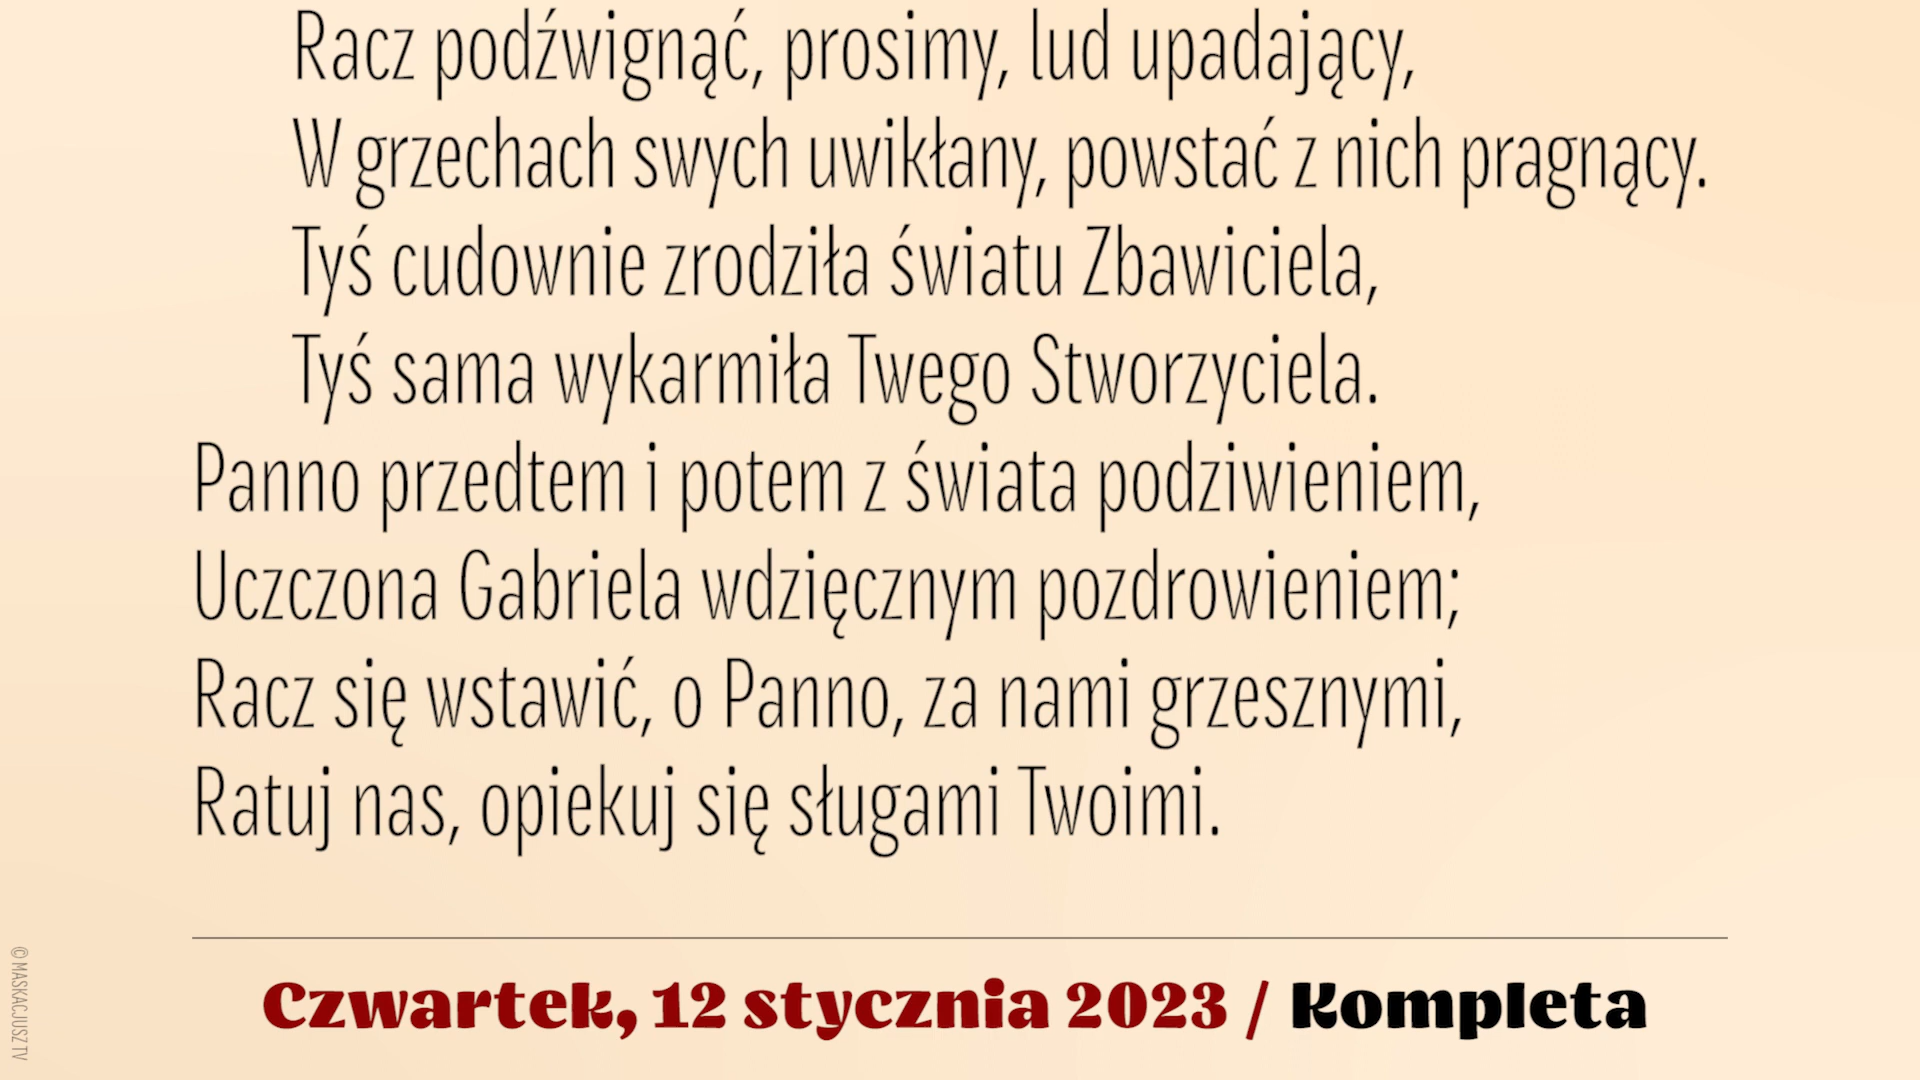 Racz podźwignąć, prosimy, lud upadający,
W grzechach swych uwikłany, powstać z nich pragnący.
Tyś cudownie zrodziła światu Zbawiciela,
Tyś sama wykarmiła Twego Stworzyciela.
Panno przedtem i potem z świata podziwieniem,
Uczczona Gabriela wdzięcznym pozdrowieniem;
Racz się wstawić, o Panno, za nami grzesznymi,
Ratuj nas, opiekuj się sługami Twoimi.
Czwartek, 12 stycznia 2023 / Kompleta
© MASKACJUSZ TV